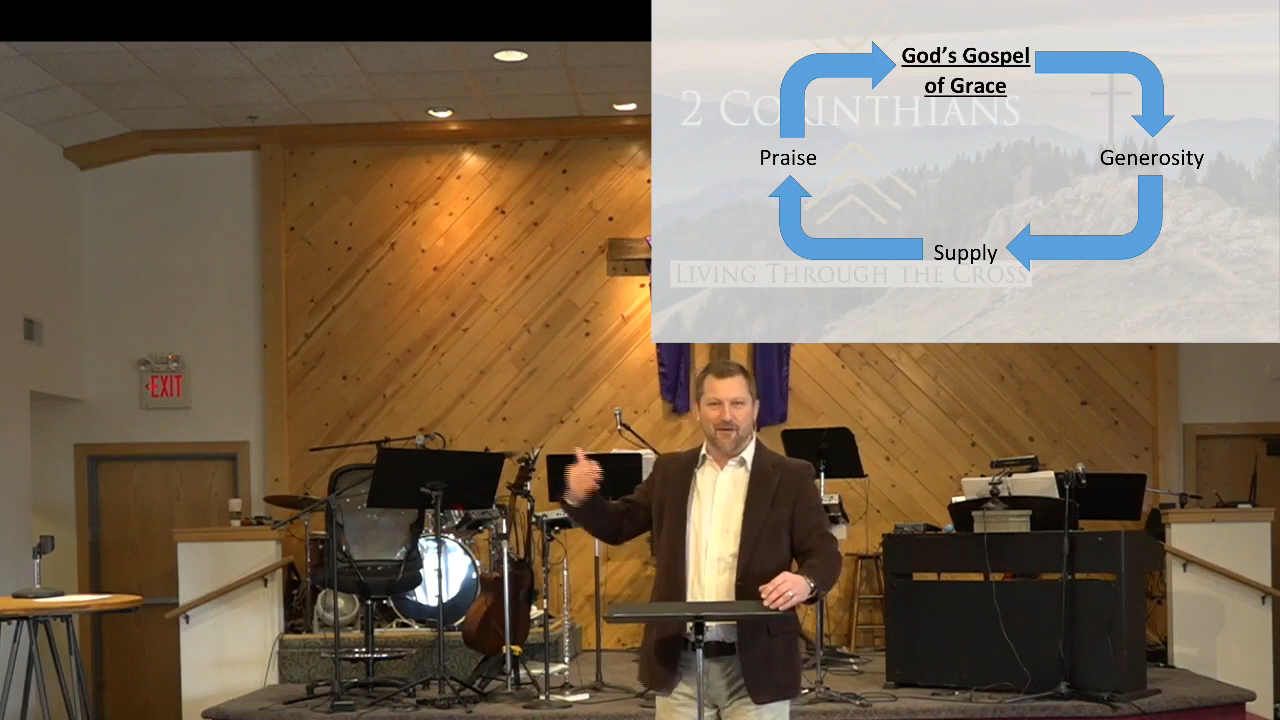 God's Gospel
of Grace
2 Corinthians
Praise
Generosity
Supply
Living Through the Cross
EXIT